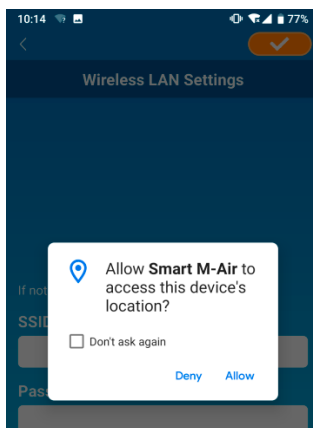 10:14 77%
Wireless LAN Settings
Allow Smart M-Air to
access this device's
location?
If not
Don't ask again
SSID
Deny Allow
Pass